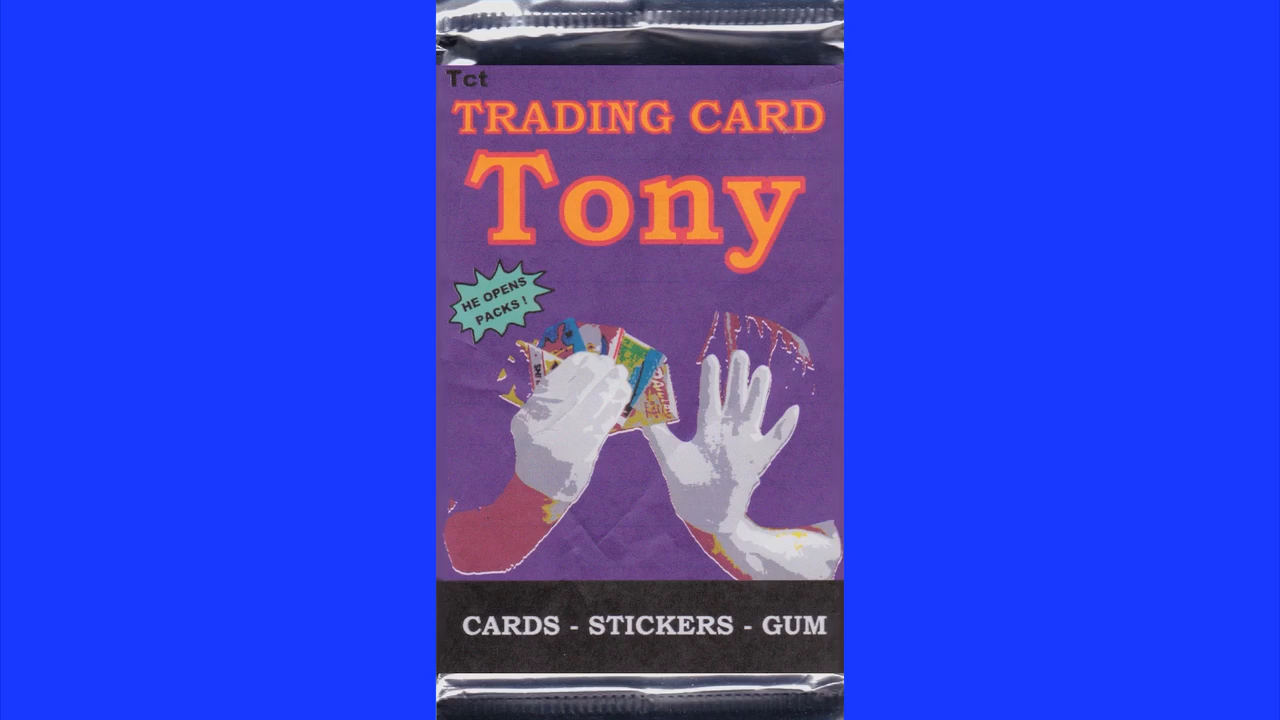 Tct
TRADING CARD
Tony
HE OPENS
PACKS!
CARDS - STICKERS - GUM